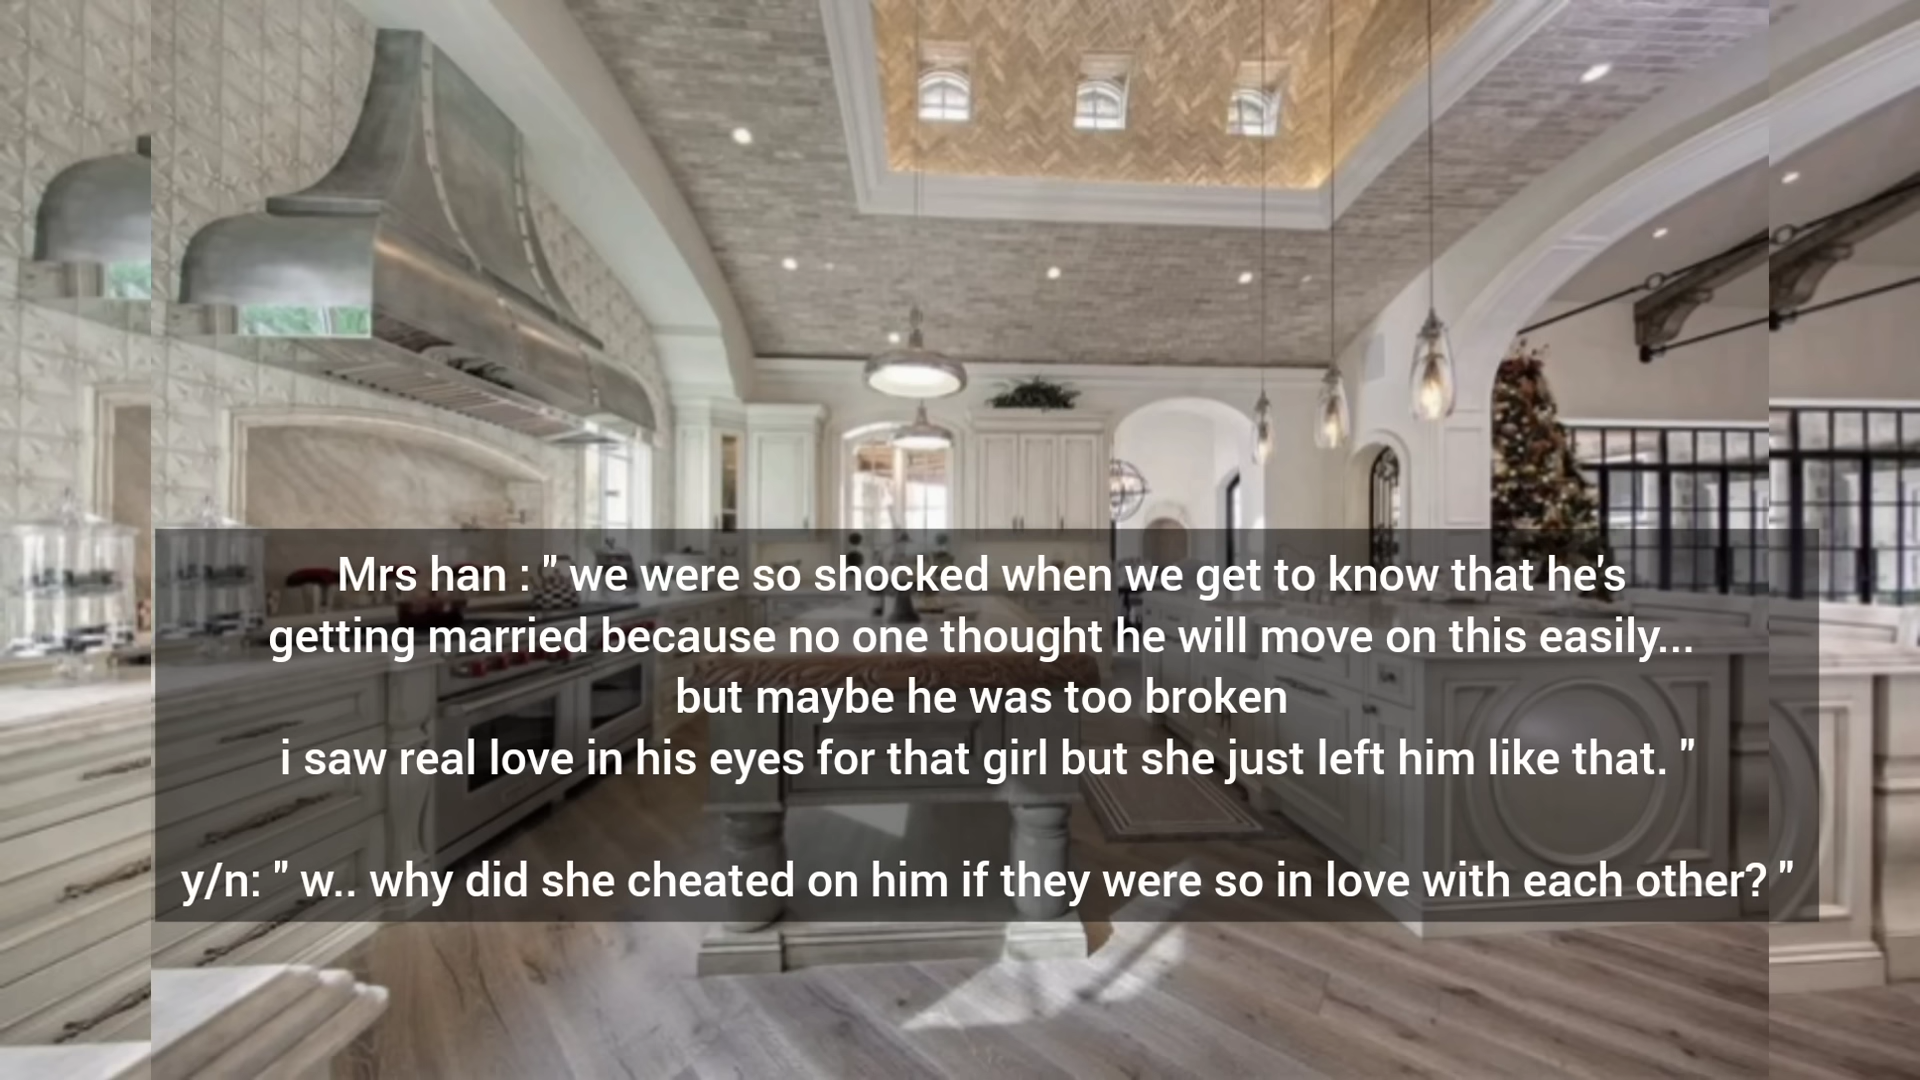 Mrs han : " we were so shocked when we get to know that he's
getting married because no one thought he will move on this easily...
but maybe he was too broken
i saw real love in his eyes for that girl but she just left him like that. "
y/n: " w.. why did she cheated on him if they were so in love with each other? "